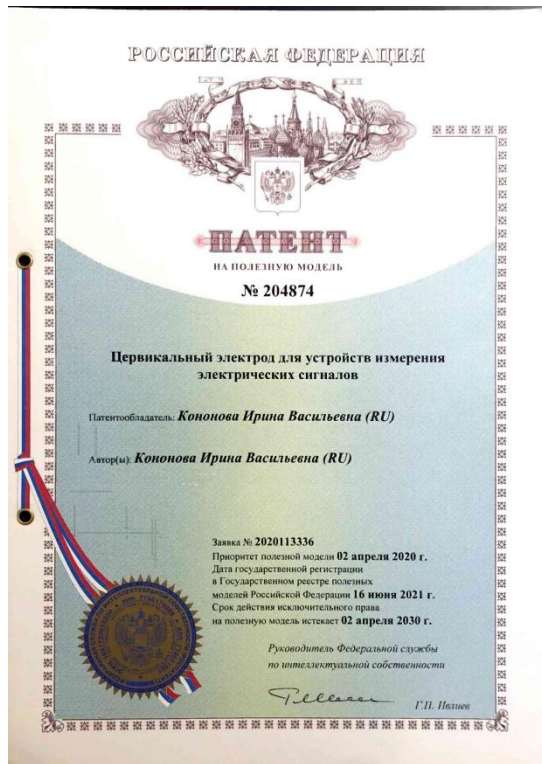 РОССИЙСКАЯ ФЕДЕРАЦИЯ
ПАТЕНТ
НА ПОЛЕЗНУЮ МОДЕЛЬ
№ 204874
Цервикальный электрод для устройств измерения
электрических сигналов
Патентообладатель: Кононова Ирина Васильевна (RU)
Автор(ы): Кононова Ирина Васильевна (RU)
Заявка № 2020113336
Приоритет полезной модели 02 апреля 2020 г.
Дата государственной регистрации
в Государственном реестре полезных
моделей Российской Федерации 16 июня 2021 г.
Срок действия исключительного права
на полезную модель истекает 02 апреля 2030 г.
Руководитель Федеральной службы
по интеллектуальной собственности
Г.П. Ивлиев